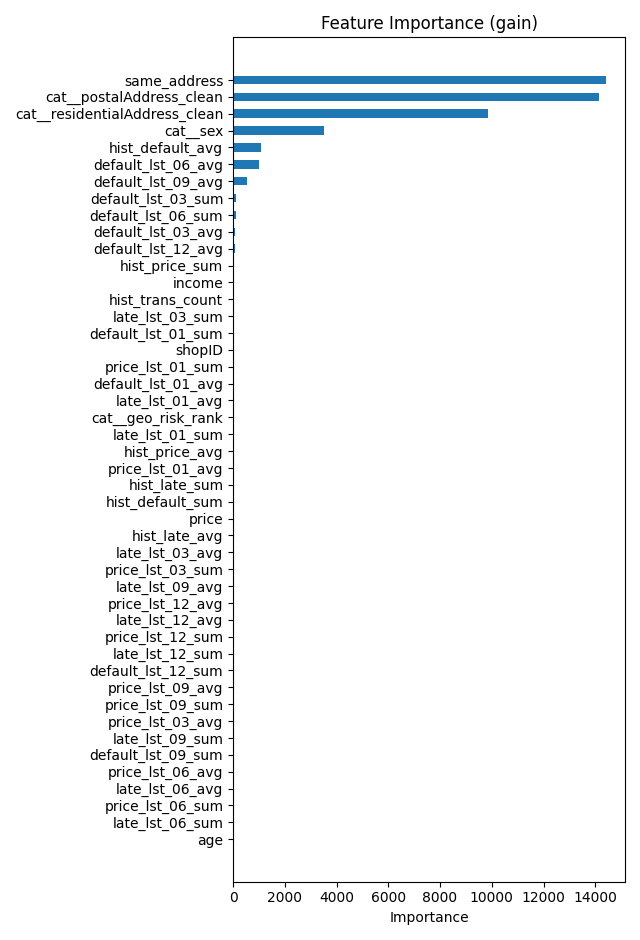 Feature Importance (gain)
same_address
cat__postalAddress_clean
cat__residentialAddress_clean
cat__sex
hist_default_avg
default_lst_06_avg
default_lst_09_avg
default_lst_03_sum
default_lst_06_sum
default_lst_03_avg
default_lst_12_avg
hist_price_sum
income
hist_trans_count
late_lst_03_sum
default_lst_01_sum
shopID
price_lst_01_sum
default_lst_01_avg
late_lst_01_avg
cat__geo_risk_rank
late_lst_01_sum
hist_price_avg
price_lst_01_avg
hist_late_sum
hist_default_sum
price
hist_late_avg
late_lst_03_avg
price_lst_03_sum
late_lst_09_avg
price_lst_12_avg
late_lst_12_avg
price_lst_12_sum
late_lst_12_sum
default_lst_12_sum
price_lst_09_avg
price_lst_09_sum
price_lst_03_avg
late_lst_09_sum
default_lst_09_sum
price_lst_06_avg
late_lst_06_avg
price_lst_06_sum
late_lst_06_sum
age
0 2000 4000 6000 8000 10000 12000 14000
Importance